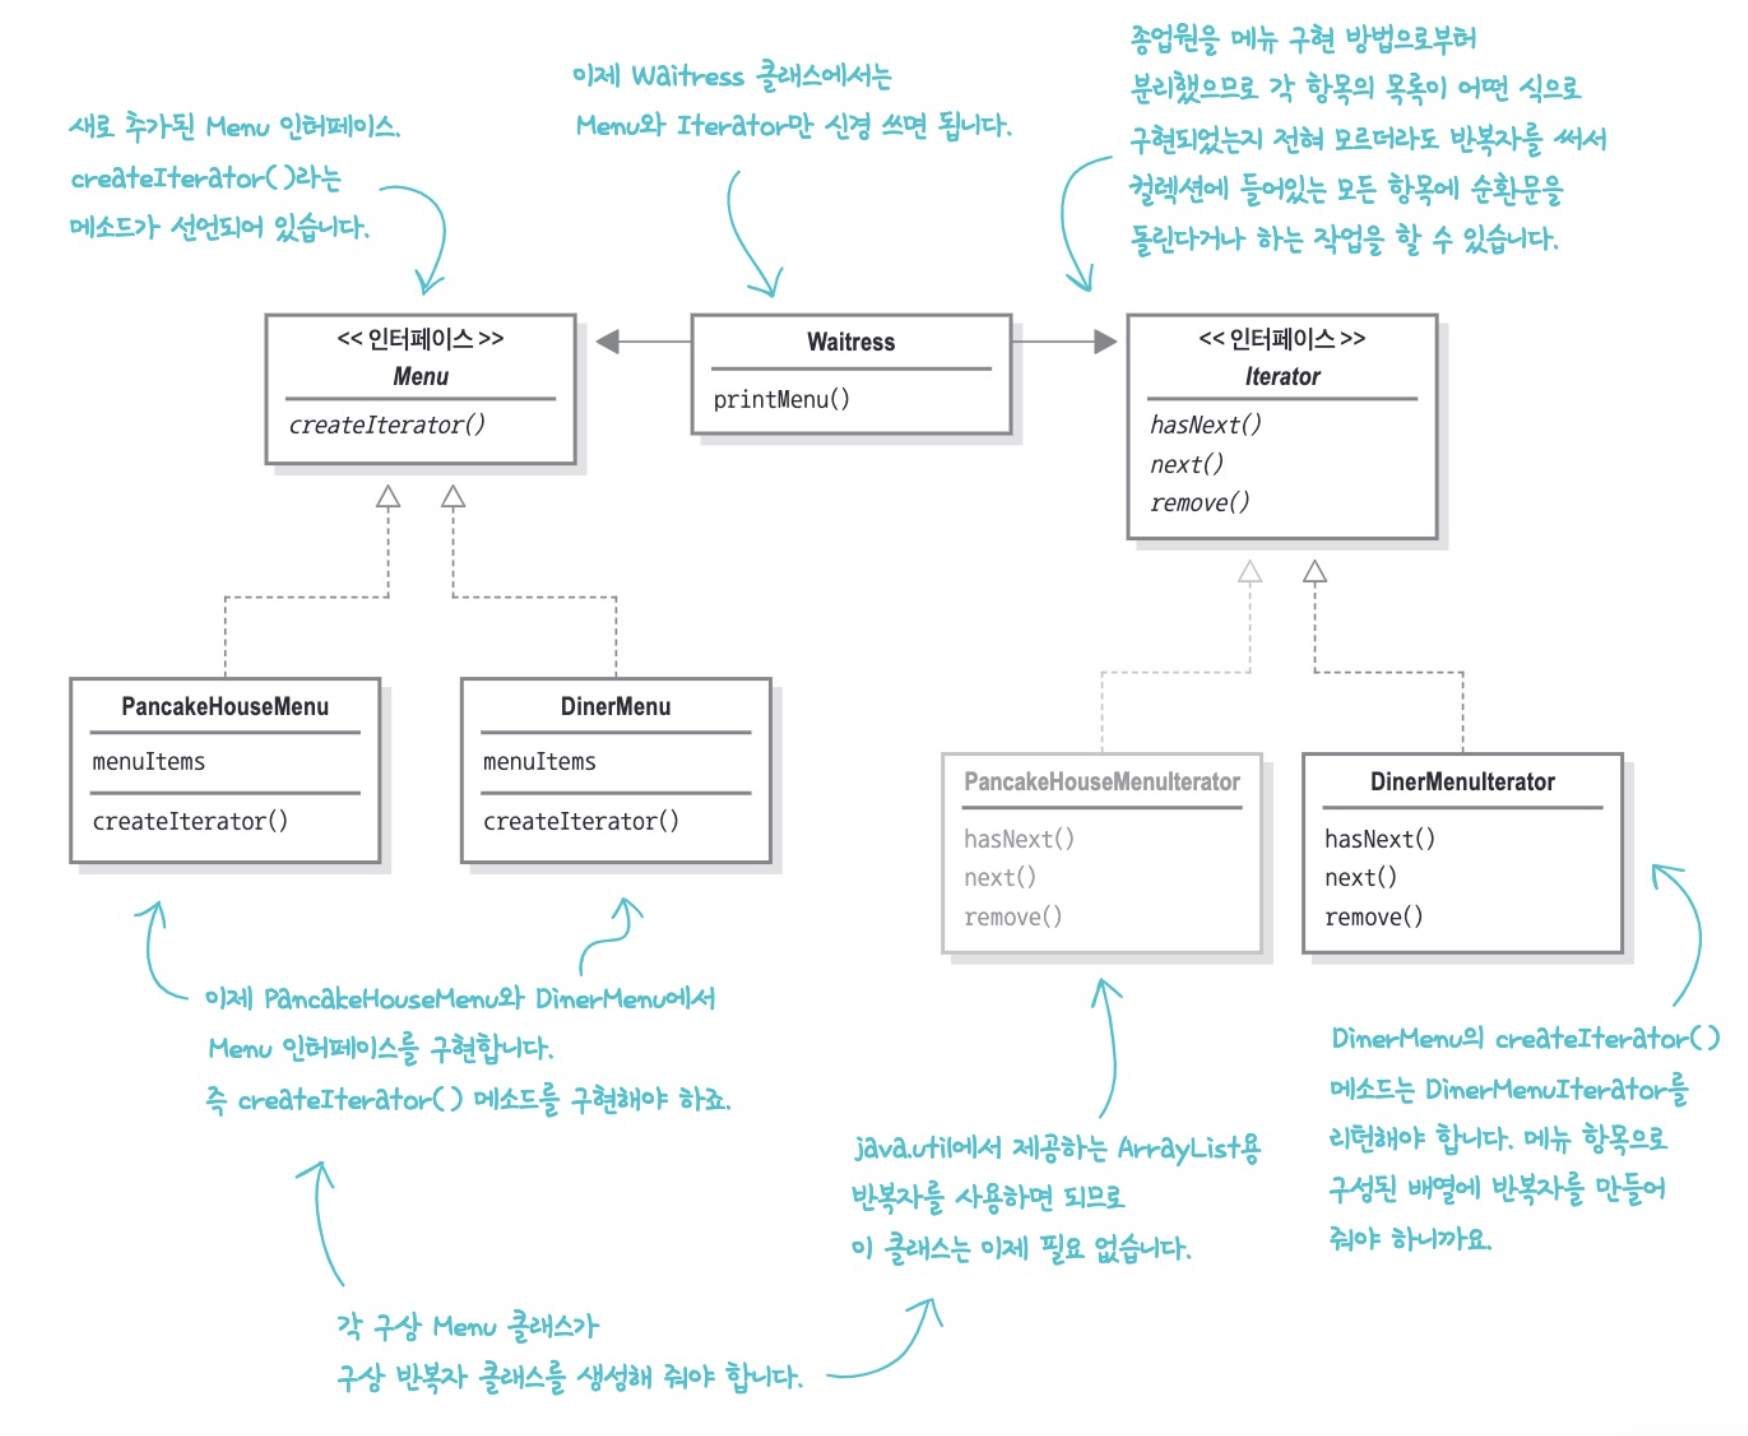 새로 추가된 Menu 인터페이스.
createIterator( )라는
메소드가 선언되어 있습니다.
이제 Waitress 클래스에서는
Menu와 Iterator만 신경 쓰면 됩니다.
종업원을 메뉴 구현 방법으로부터
분리했으므로 각 항목의 목록이 어떤 식으로
구현되었는지 전혀 모르더라도 반복자를 써서
컬렉션에 들어있는 모든 항목에 순환문을
돌린다거나 하는 작업을 할 수 있습니다.
<< 인터페이스 >>
Menu
createIterator()
Waitress
printMenu()
<< 인터페이스 >>
Iterator
hasNext()
next()
remove()
PancakeHouseMenu
menuItems
createIterator()
DinerMenu
menuItems
createIterator()
PancakeHouseMenuIterator
hasNext()
next()
remove()
DinerMenuIterator
hasNext()
next()
remove()
이제 PancakeHouseMenu와 DinerMenu에서
Menu 인터페이스를 구현합니다.
즉 createIterator( ) 메소드를 구현해야 하죠.
java.util에서 제공하는 ArrayList용
반복자를 사용하면 되므로
이 클래스는 이제 필요 없습니다.
DinerMenu의 createIterator( )
메소드는 DinerMenuIterator를
리턴해야 합니다. 메뉴 항목으로
구성된 배열에 반복자를 만들어
줘야 하니까요.
각 구상 Menu 클래스가
구상 반복자 클래스를 생성해 줘야 합니다.